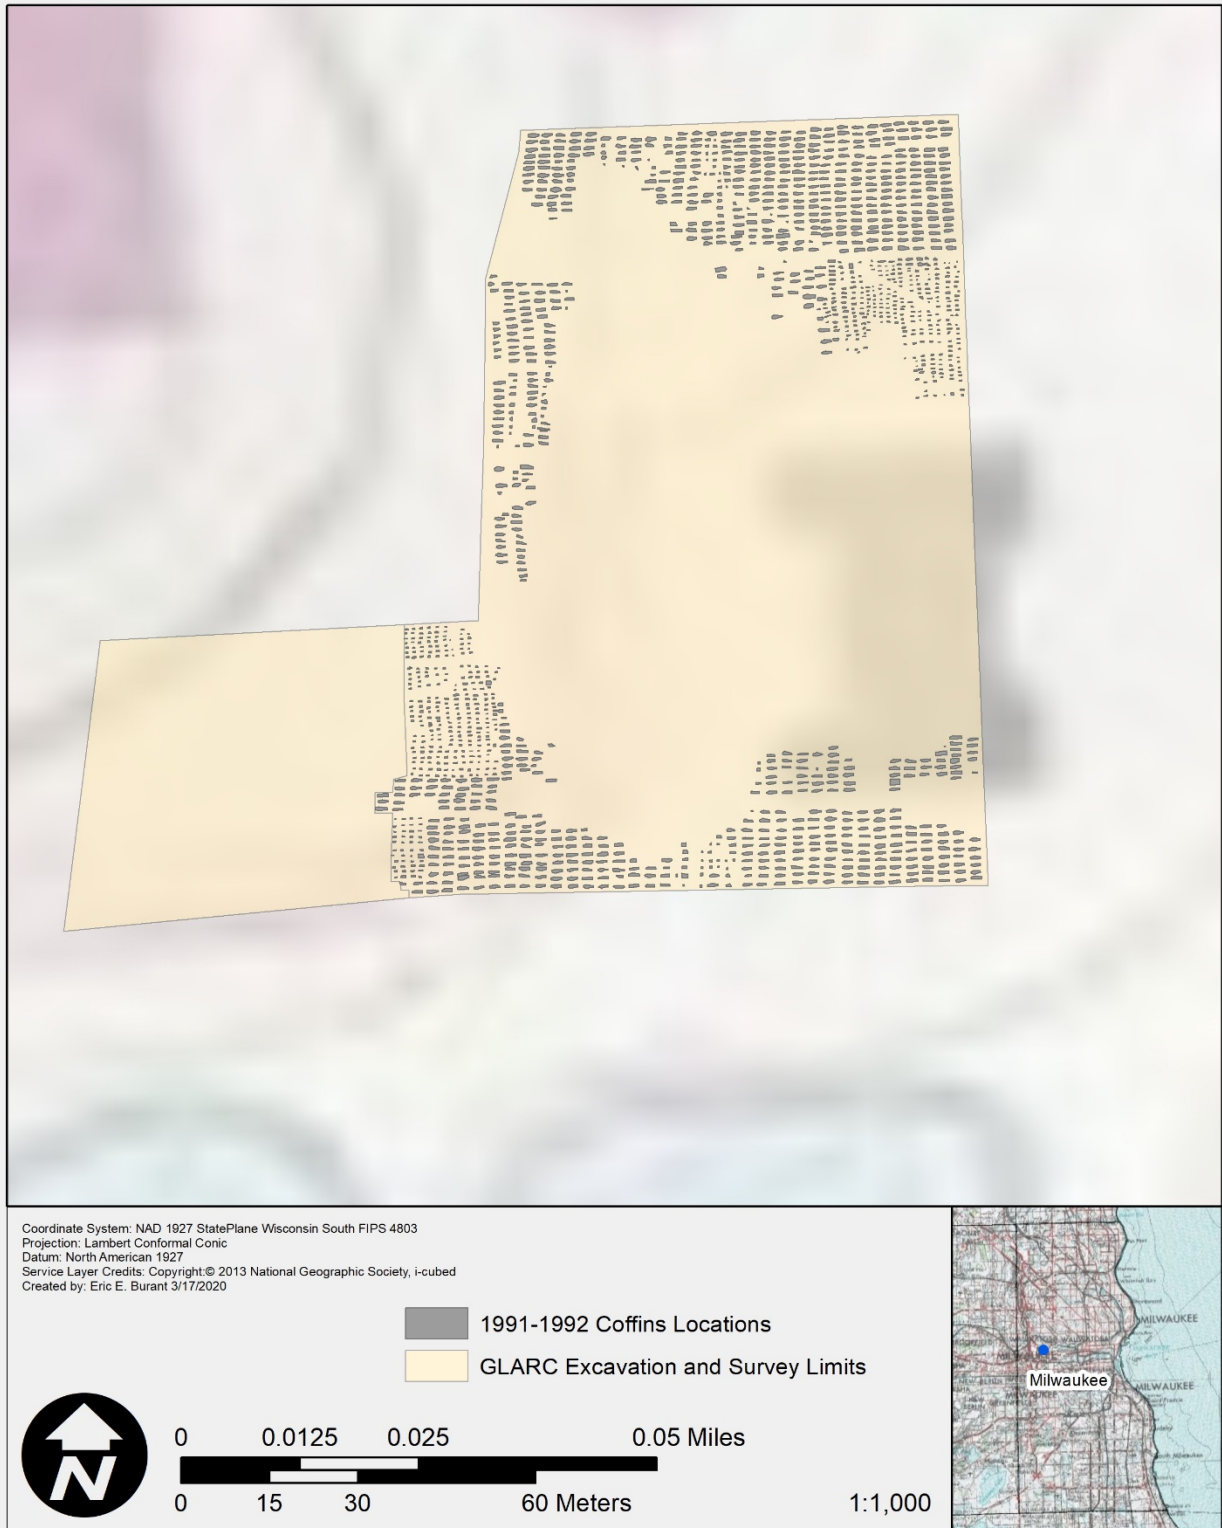 Coordinate System: NAD 1927 StatePlane Wisconsin South FIPS 4803
Projection: Lambert Conformal Conic
Datum: North American 1927
Service Layer Credits: Copyright:© 2013 National Geographic Society, i-cubed
Created by: Eric E. Burant 3/17/2020
1991-1992 Coffins Locations
GLARC Excavation and Survey Limits
N
0 0.0125 0.025 0.05 Miles
0 15 30 60 Meters
1:1,000
MILWAUKEE
Milwaukee
MILWAUKEE